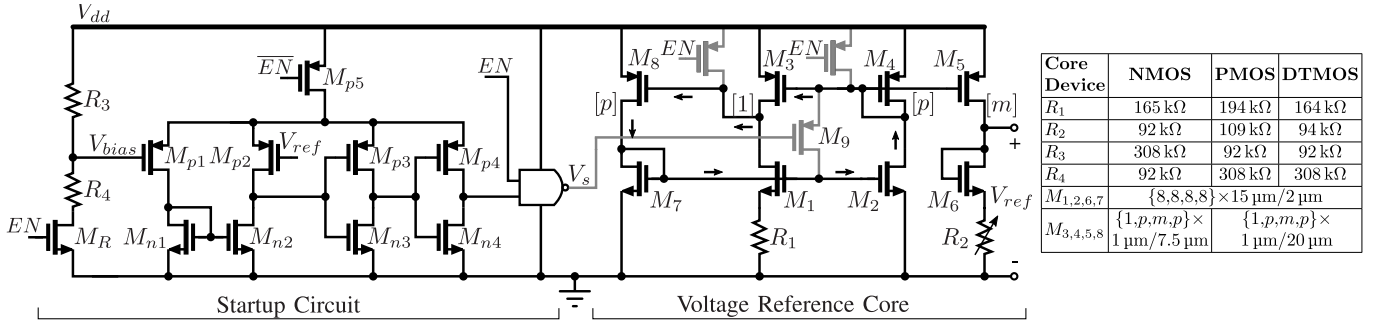 V_dd
R_3
V_bias
R_4
EN
M_R
EN̅
M_p5
M_p1
M_p2
V_ref
M_p3
M_p4
M_n1
M_n2
M_n3
M_n4
EN
V_s
Startup Circuit
M_8
EN
M_3
EN
M_4
M_5
[p]
[1]
[p]
[m]
M_9
M_7
M_1
M_2
M_6
R_1
R_2
V_ref
+
-
Voltage Reference Core
Core Device NMOS PMOS DTMOS
R_1 165 kΩ 194 kΩ 164 kΩ
R_2 92 kΩ 109 kΩ 94 kΩ
R_3 308 kΩ 92 kΩ 92 kΩ
R_4 92 kΩ 308 kΩ 308 kΩ
M_1,2,6,7 {8,8,8,8}×15 µm/2 µm
M_3,4,5,8 {1,p,m,p}× 1 µm/7.5 µm {1,p,m,p}× 1 µm/20 µm